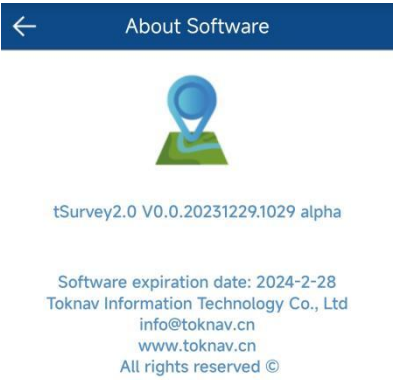 About Software
tSurvey2.0 V0.0.20231229.1029 alpha
Software expiration date: 2024-2-28
Toknav Information Technology Co., Ltd
info@toknav.cn
www.toknav.cn
All rights reserved ©